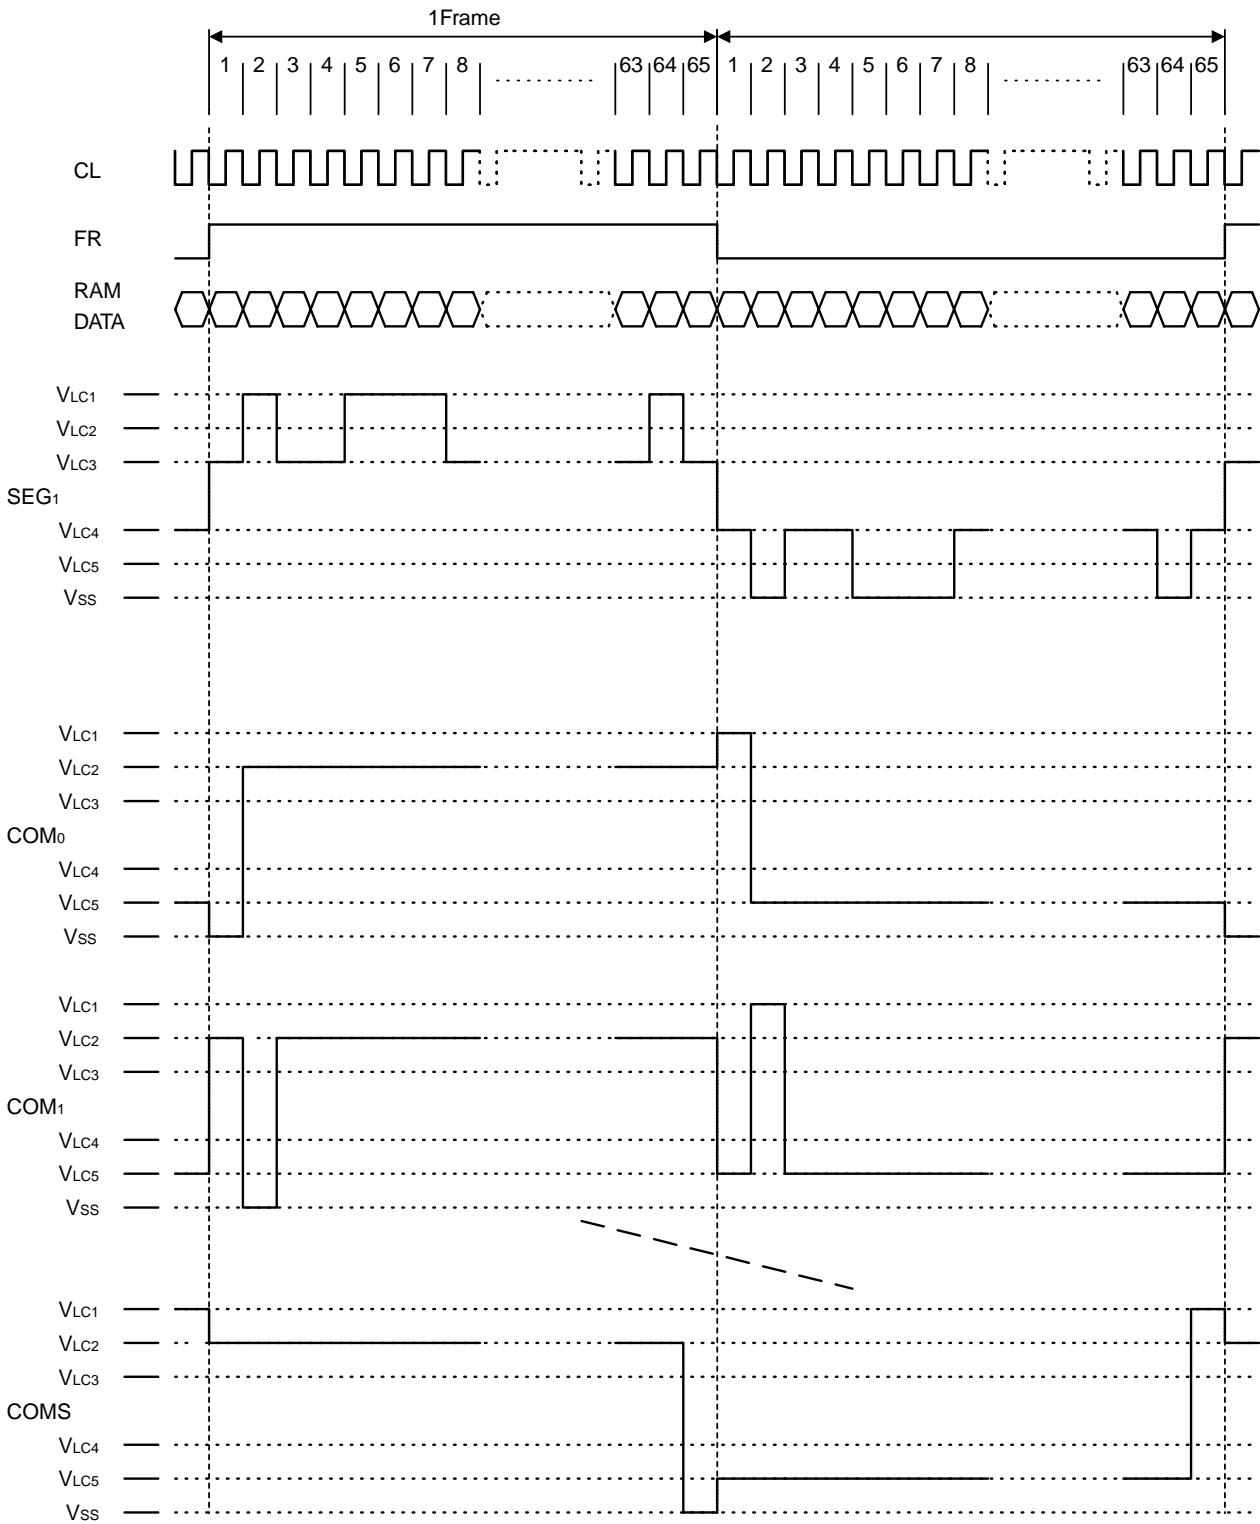 1Frame
1 2 3 4 5 6 7 8 63 64 65 1 2 3 4 5 6 7 8 63 64 65
CL
FR
RAM
DATA
VLC1
VLC2
VLC3
SEG1
VLC4
VLC5
VSS
VLC1
VLC2
VLC3
COM0
VLC4
VLC5
VSS
VLC1
VLC2
VLC3
COM1
VLC4
VLC5
VSS
VLC1
VLC2
VLC3
COMS
VLC4
VLC5
VSS